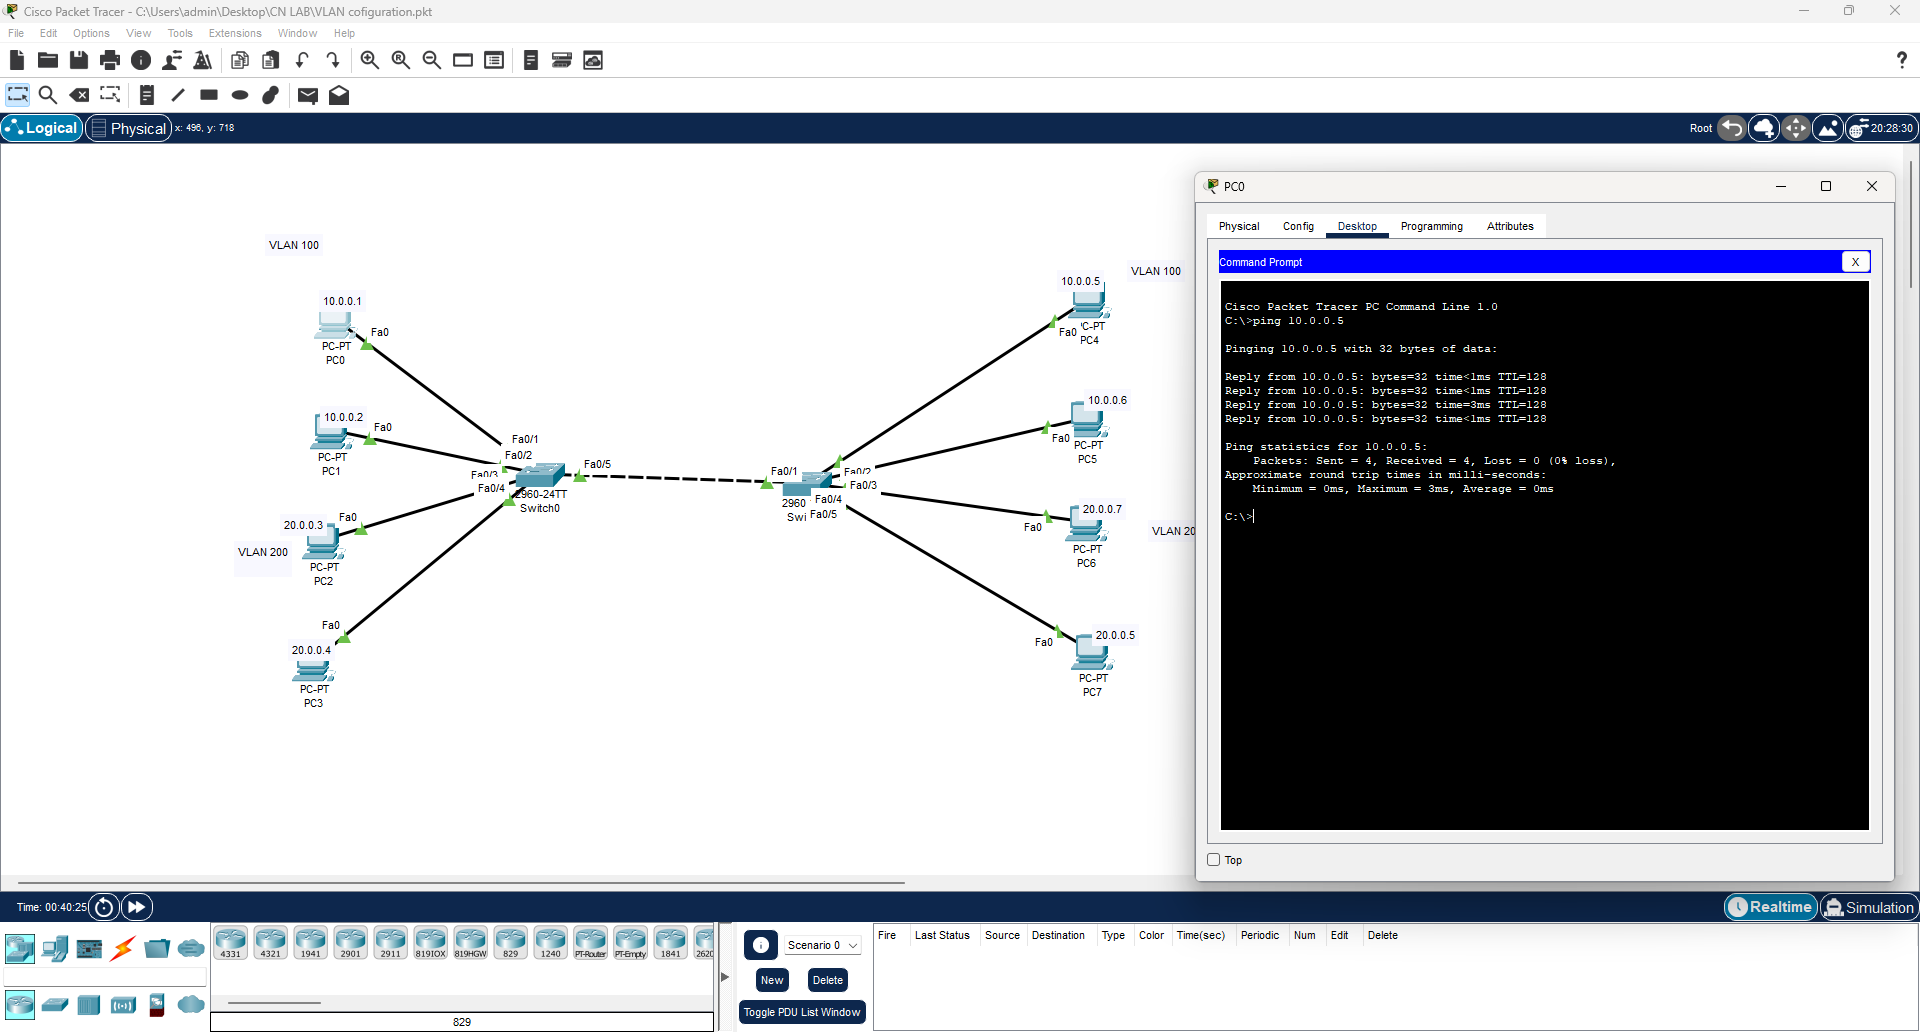 Cisco Packet Tracer - C:\Users\admin\Desktop\CN LAB\VLAN cofiguration.pkt
File Edit Options View Tools Extensions Window Help
?
Logical Physical x: 496, y: 718
Root 20:28:30
VLAN 100
10.0.0.1
Fa0
PC-PT
PC0
10.0.0.2
Fa0
PC-PT
PC1
20.0.0.3
Fa0
VLAN 200
PC-PT
PC2
Fa0
20.0.0.4
PC-PT
PC3
Fa0/1
Fa0/2
Fa0/3
Fa0/4
Fa0/5
2960-24TT
Switch0
Fa0/1
Fa0/2
Fa0/3
Fa0/4
2960
Swi Fa0/5
VLAN 100
10.0.0.5
Fa0
PC-PT
PC4
10.0.0.6
Fa0
PC-PT
PC5
20.0.0.7
Fa0
VLAN 20
PC-PT
PC6
20.0.0.5
Fa0
PC-PT
PC7
PC0
Physical Config Desktop Programming Attributes
Command Prompt X
Cisco Packet Tracer PC Command Line 1.0
C:\>ping 10.0.0.5
Pinging 10.0.0.5 with 32 bytes of data:
Reply from 10.0.0.5: bytes=32 time<1ms TTL=128
Reply from 10.0.0.5: bytes=32 time<1ms TTL=128
Reply from 10.0.0.5: bytes=32 time=3ms TTL=128
Reply from 10.0.0.5: bytes=32 time<1ms TTL=128
Ping statistics for 10.0.0.5:
Packets: Sent = 4, Received = 4, Lost = 0 (0% loss),
Approximate round trip times in milli-seconds:
Minimum = 0ms, Maximum = 3ms, Average = 0ms
C:\>
Top
Time: 00:40:25
Realtime Simulation
4331 4321 1941 2901 2911 819IOX 819HGW 829 1240 PT-Router PT-Empty 1841 2620
829
Scenario 0
New Delete
Toggle PDU List Window
Fire Last Status Source Destination Type Color Time(sec) Periodic Num Edit Delete